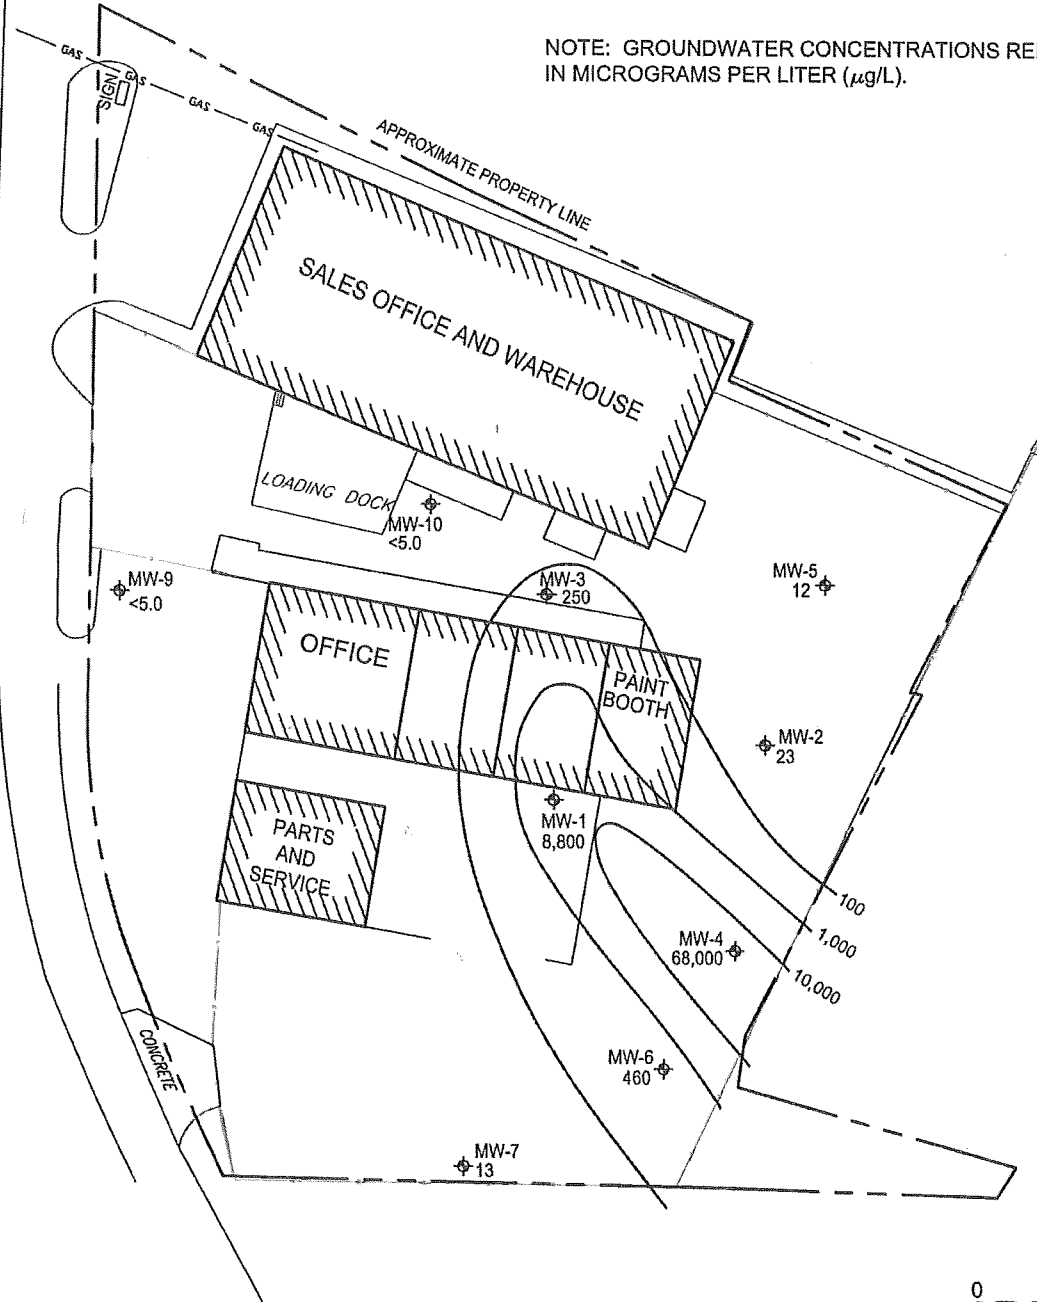 NOTE: GROUNDWATER CONCENTRATIONS
IN MICROGRAMS PER LITER (µg/L).
GAS
GAS
GAS
GAS
SIGN
APPROXIMATE PROPERTY LINE
SALES OFFICE AND WAREHOUSE
LOADING DOCK
MW-10
<5.0
MW-9
<5.0
MW-3
250
MW-5
12
OFFICE
PAINT
BOOTH
MW-2
23
MW-1
8,800
PARTS
AND
SERVICE
100
1,000
10,000
MW-4
68,000
MW-6
460
CONCRETE
MW-7
13
0